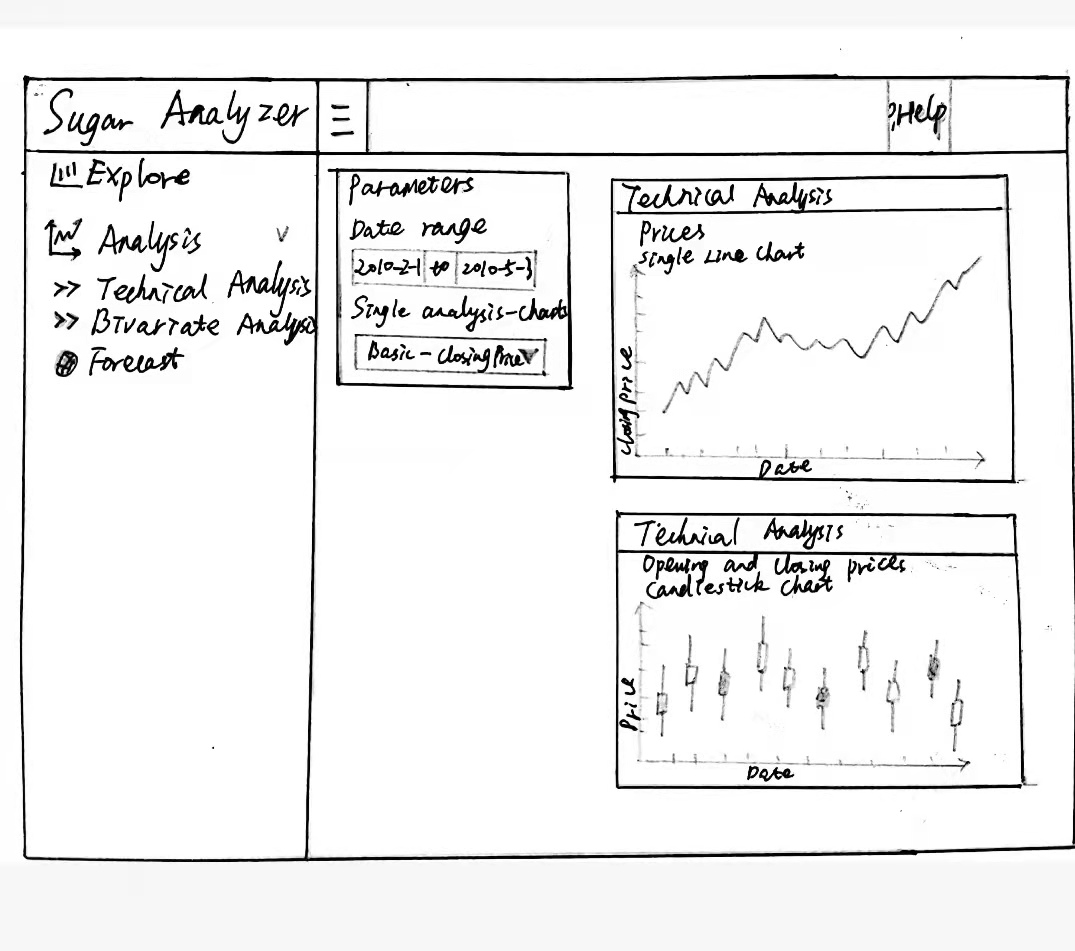 Sugar Analyzer
?Help
Explore
Analysis
>> Technical Analysis
>> Bivariate Analysis
Forecast
Parameters
Date range
2010-2-1 to 2010-5-3
Single analysis-charts
Basic - Closing Price
Technical Analysis
Prices
Single Line Chart
Closing Price
Date
Technical Analysis
Opening and Closing prices
Candlestick Chart
Price
Date